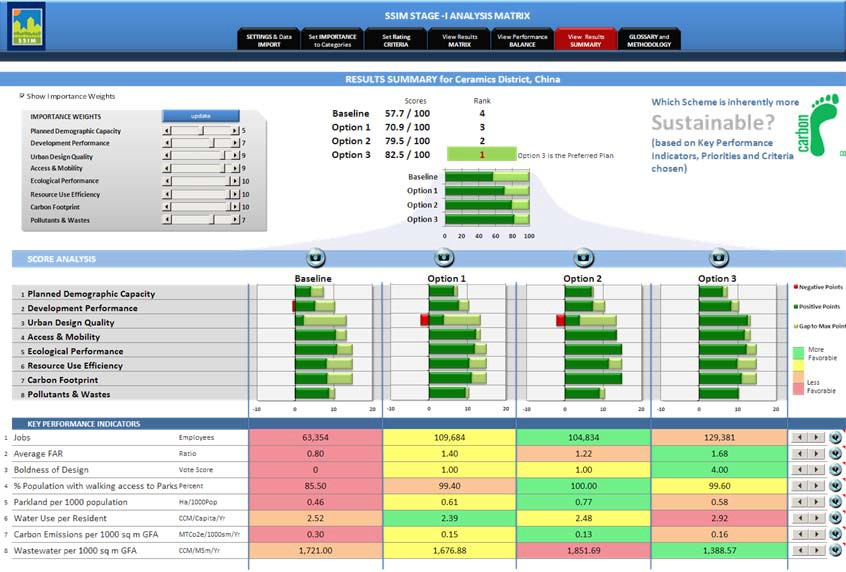 SSIM
SSIM STAGE -I ANALYSIS MATRIX
SETTINGS & Data IMPORT
Set IMPORTANCE to Categories
Set Rating CRITERIA
View Results MATRIX
View Performance BALANCE
View Results SUMMARY
GLOSSARY and METHODOLOGY
RESULTS SUMMARY for Ceramics District, China
Show Importance Weights
IMPORTANCE WEIGHTS update
Planned Demographic Capacity 5
Development Performance 7
Urban Design Quality 9
Access & Mobility 9
Ecological Performance 10
Resource Use Efficiency 10
Carbon Footprint 10
Pollutants & Wastes 7
Scores Rank
Baseline 57.7 / 100 4
Option 1 70.9 / 100 3
Option 2 79.5 / 100 2
Option 3 82.5 / 100 1 Option 3 is the Preferred Plan
Baseline
Option 1
Option 2
Option 3
0 20 40 60 80 100
Which Scheme is inherently more
Sustainable?
(based on Key Performance
Indicators, Priorities and Criteria
chosen)
carbon
SCORE ANALYSIS
Baseline Option 1 Option 2 Option 3
1 Planned Demographic Capacity
2 Development Performance
3 Urban Design Quality
4 Access & Mobility
5 Ecological Performance
6 Resource Use Efficiency
7 Carbon Footprint
8 Pollutants & Wastes
-10 0 10 20 -10 0 10 20 -10 0 10 20 -10 0 10 20
Negative Points
Positive Points
Gap to Max Point
More
Favorable
Less
Favorable
KEY PERFORMANCE INDICATORS
1 Jobs Employees 63,354 109,684 104,834 129,381
2 Average FAR Ratio 0.80 1.40 1.22 1.68
3 Boldness of Design Vote Score 0 1.00 1.00 4.00
4 % Population with walking access to Parks Percent 85.50 99.40 100.00 99.60
5 Parkland per 1000 population Ha/1000Pop 0.46 0.61 0.77 0.58
6 Water Use per Resident CCM/Capita/Yr 2.52 2.39 2.48 2.92
7 Carbon Emissions per 1000 sq m GFA MTCo2e/1000sm/Yr 0.30 0.15 0.13 0.16
8 Wastewater per 1000 sq m GFA CCM/MSm/Yr 1,721.00 1,676.88 1,851.69 1,388.57